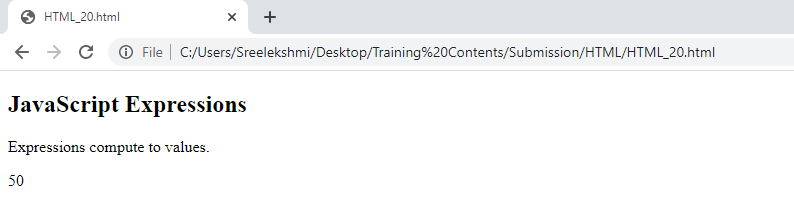 HTML_20.html
File
C:/Users/Sreelekshmi/Desktop/Training%20Contents/Submission/HTML/HTML_20.html
JavaScript Expressions
Expressions compute to values.
50